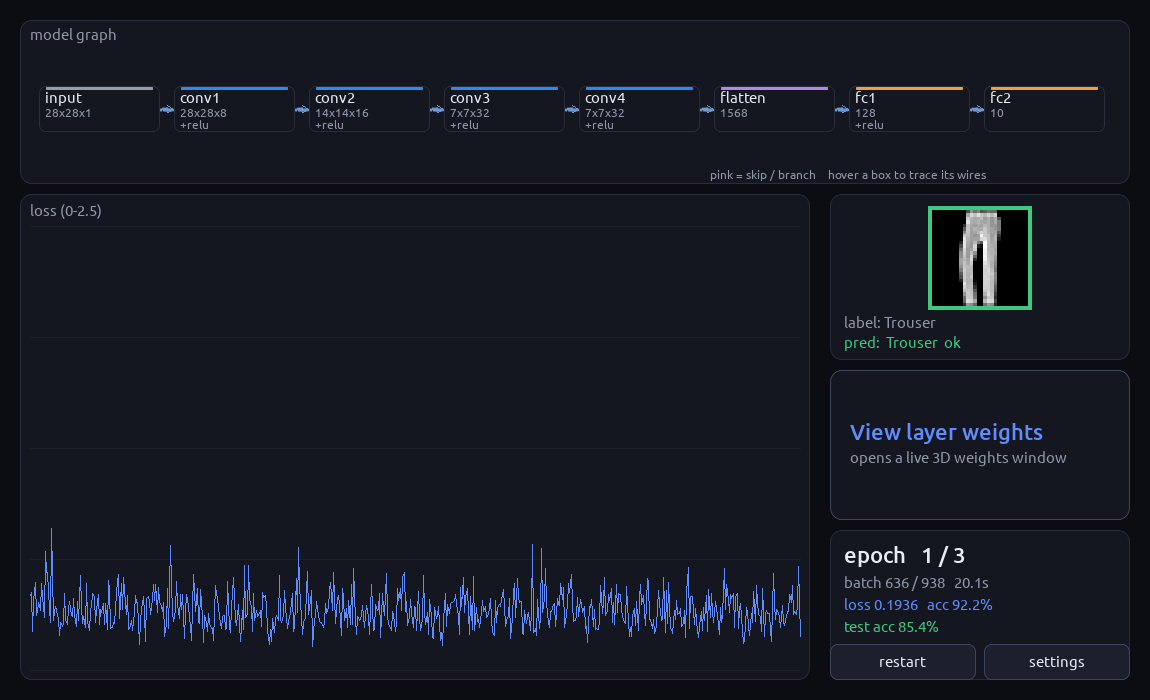 model graph
input
28x28x1
conv1
28x28x8
+relu
conv2
14x14x16
+relu
conv3
7x7x32
+relu
conv4
7x7x32
+relu
flatten
1568
fc1
128
+relu
fc2
10
pink = skip / branch    hover a box to trace its wires
loss (0-2.5)
label: Trouser
pred:  Trouser  ok
View layer weights
opens a live 3D weights window
epoch   1 / 3
batch 636 / 938   20.1s
loss 0.1936   acc 92.2%
test acc 85.4%
restart
settings